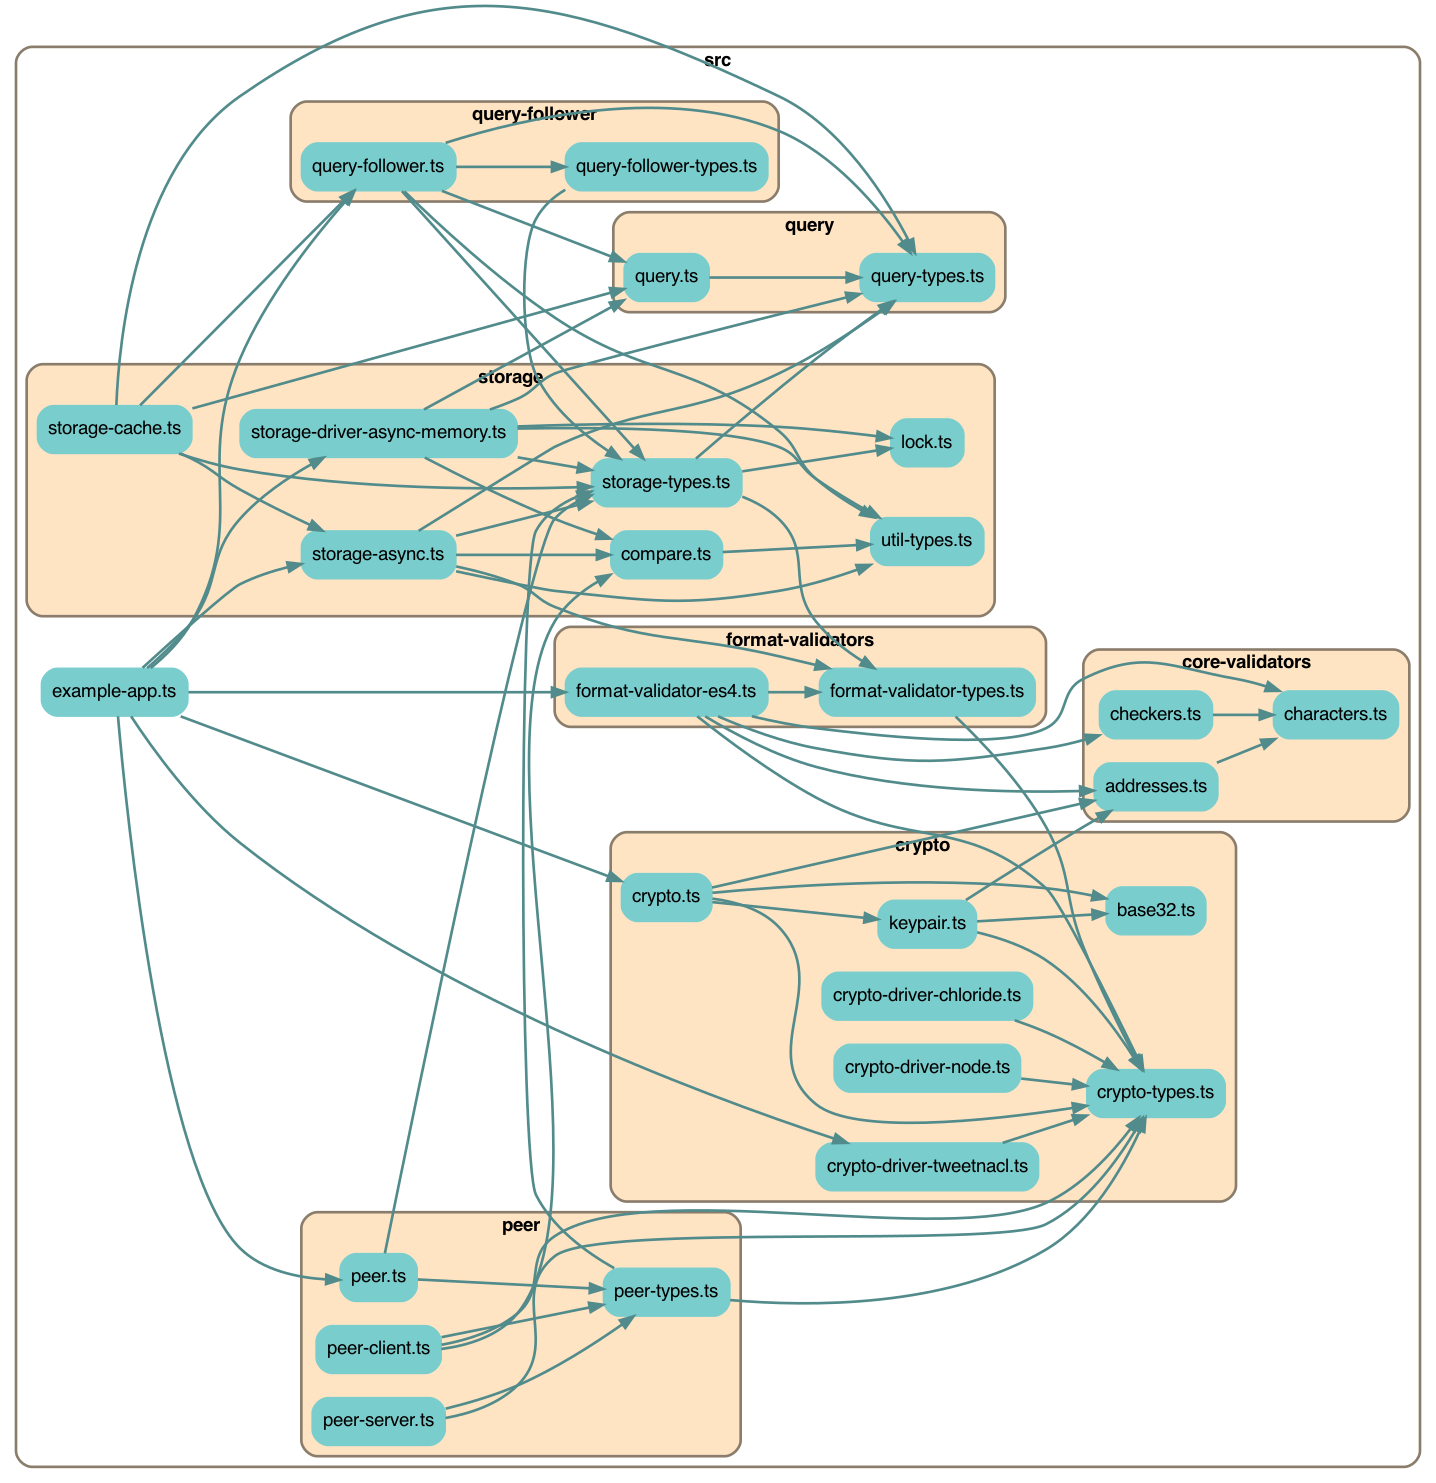 src
query-follower
query-follower.ts
query-follower-types.ts
query
query.ts
query-types.ts
storage
storage-cache.ts
storage-driver-async-memory.ts
lock.ts
storage-types.ts
storage-async.ts
compare.ts
util-types.ts
format-validators
example-app.ts
format-validator-es4.ts
format-validator-types.ts
core-validators
checkers.ts
characters.ts
addresses.ts
crypto
crypto.ts
keypair.ts
base32.ts
crypto-driver-chloride.ts
crypto-driver-node.ts
crypto-types.ts
crypto-driver-tweetnacl.ts
peer
peer.ts
peer-types.ts
peer-client.ts
peer-server.ts